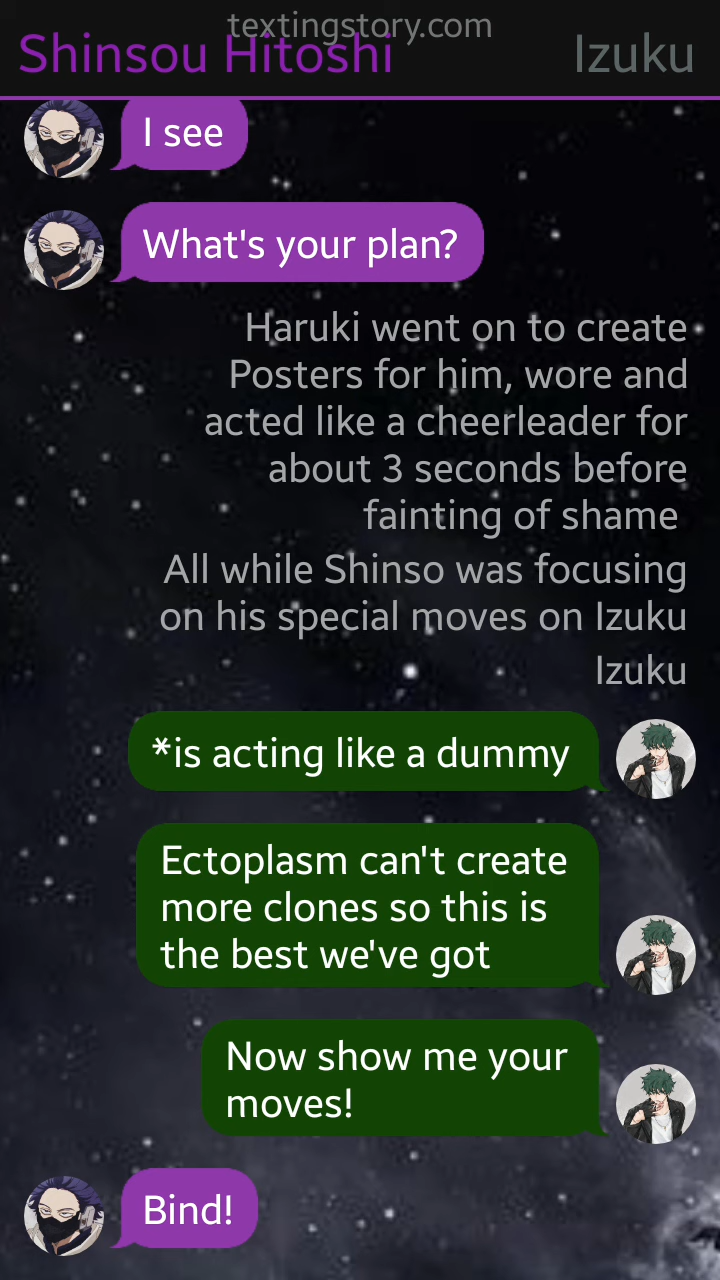 textingstory.com
Shinsou Hitoshi
Izuku
I see
What's your plan?
Haruki went on to create
Posters for him, wore and
acted like a cheerleader for
about 3 seconds before
fainting of shame
All while Shinso was focusing
on his special moves on Izuku
Izuku
*is acting like a dummy
Ectoplasm can't create
more clones so this is
the best we've got
Now show me your
moves!
Bind!